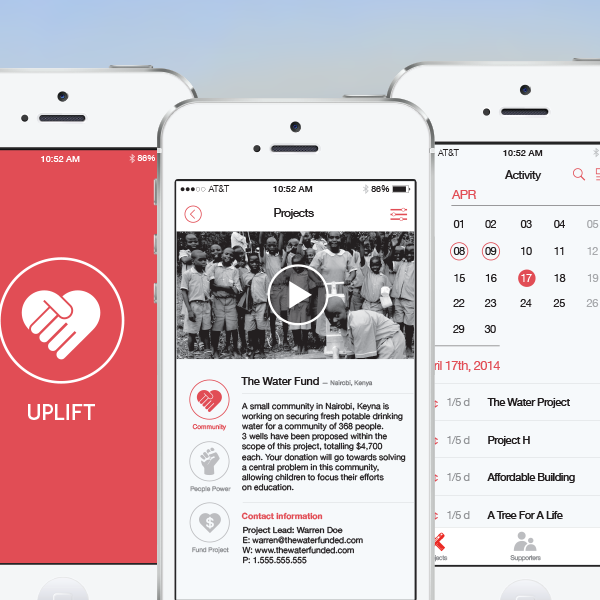 10:52 AM
86%
UPLIFT
AT&T
10:52 AM
86%
Projects
The Water Fund — Nairobi, Kenya
A small community in Nairobi, Keyna is
working on securing fresh potable drinking
water for a community of 368 people.
3 wells have been proposed within the
scope of this project, totalling $4,700
each. Your donation will go towards solving
a central problem in this community,
allowing children to focus their efforts
on education.
Community
People Power
$
Fund Project
Contact information
Project Lead: Warren Doe
E: warren@thewaterfunded.com
W: www.thewaterfunded.com
P: 1.555.555.555
AT&T
10:52 AM
Activity
APR
01 02 03 04 05
08 09 10 11 12
15 16 17 18 19
22 23 24 25 26
29 30
ril 17th, 2014
1/5 d The Water Project
1/5 d Project H
1/5 d Affordable Building
1/5 d A Tree For A Life
jects
Supporters